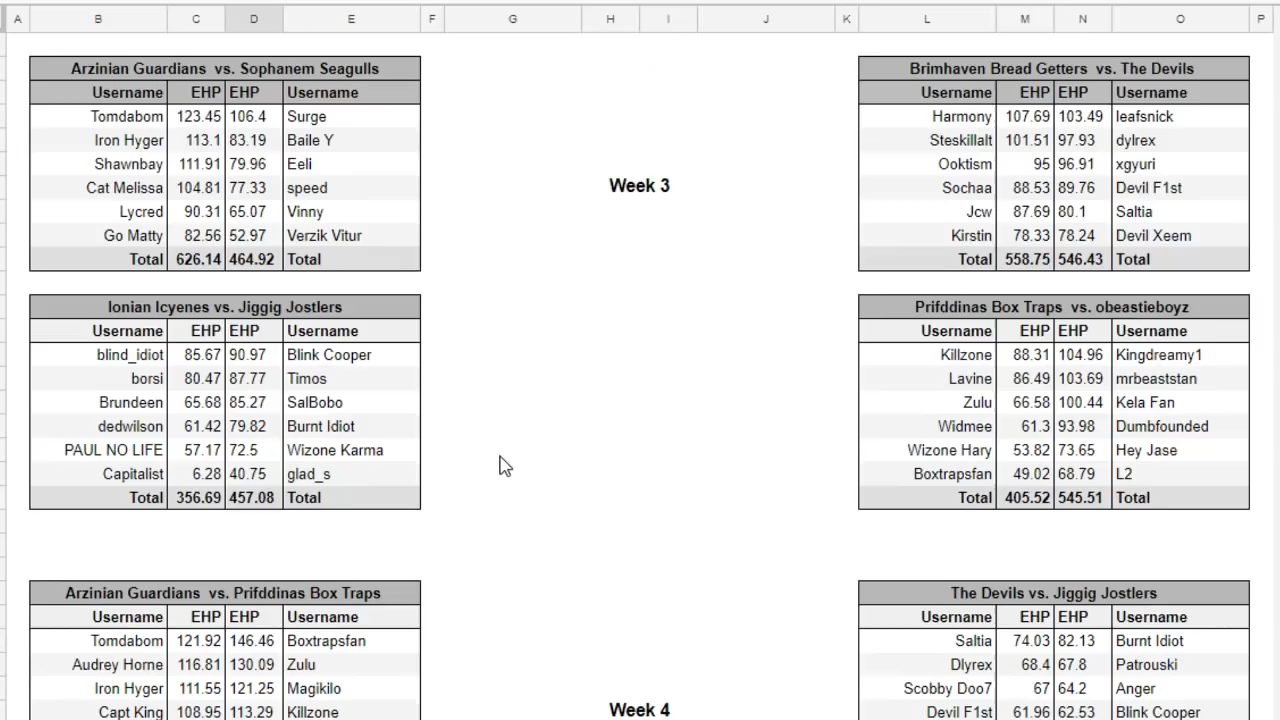 A B C D E F G H I J K L M N O P
Arzinian Guardians vs. Sophanem Seagulls
Username EHP EHP Username
Tomdabom 123.45 106.4 Surge
Iron Hyger 113.1 83.19 Baile Y
Shawnbay 111.91 79.96 Eeli
Cat Melissa 104.81 77.33 speed
Lycred 90.31 65.07 Vinny
Go Matty 82.56 52.97 Verzik Vitur
Total 626.14 464.92 Total
Week 3
Brimhaven Bread Getters vs. The Devils
Username EHP EHP Username
Harmony 107.69 103.49 leafsnick
Steskillalt 101.51 97.93 dylrex
Ooktism 95 96.91 xgyuri
Sochaa 88.53 89.76 Devil F1st
Jcw 87.69 80.1 Saltia
Kirstin 78.33 78.24 Devil Xeem
Total 558.75 546.43 Total
Ionian Icyenes vs. Jiggig Jostlers
Username EHP EHP Username
blind_idiot 85.67 90.97 Blink Cooper
borsi 80.47 87.77 Timos
Brundeen 65.68 85.27 SalBobo
dedwilson 61.42 79.82 Burnt Idiot
PAUL NO LIFE 57.17 72.5 Wizone Karma
Capitalist 6.28 40.75 glad_s
Total 356.69 457.08 Total
Prifddinas Box Traps vs. obeastieboyz
Username EHP EHP Username
Killzone 88.31 104.96 Kingdreamy1
Lavine 86.49 103.69 mrbeaststan
Zulu 66.58 100.44 Kela Fan
Widmee 61.3 93.98 Dumbfounded
Wizone Hary 53.82 73.65 Hey Jase
Boxtrapsfan 49.02 68.79 L2
Total 405.52 545.51 Total
Arzinian Guardians vs. Prifddinas Box Traps
Username EHP EHP Username
Tomdabom 121.92 146.46 Boxtrapsfan
Audrey Horne 116.81 130.09 Zulu
Iron Hyger 111.55 121.25 Magikilo
Capt King 108.95 113.29 Killzone
Week 4
The Devils vs. Jiggig Jostlers
Username EHP EHP Username
Saltia 74.03 82.13 Burnt Idiot
Dlyrex 68.4 67.8 Patrouski
Scobby Doo7 67 64.2 Anger
Devil F1st 61.96 62.53 Blink Cooper